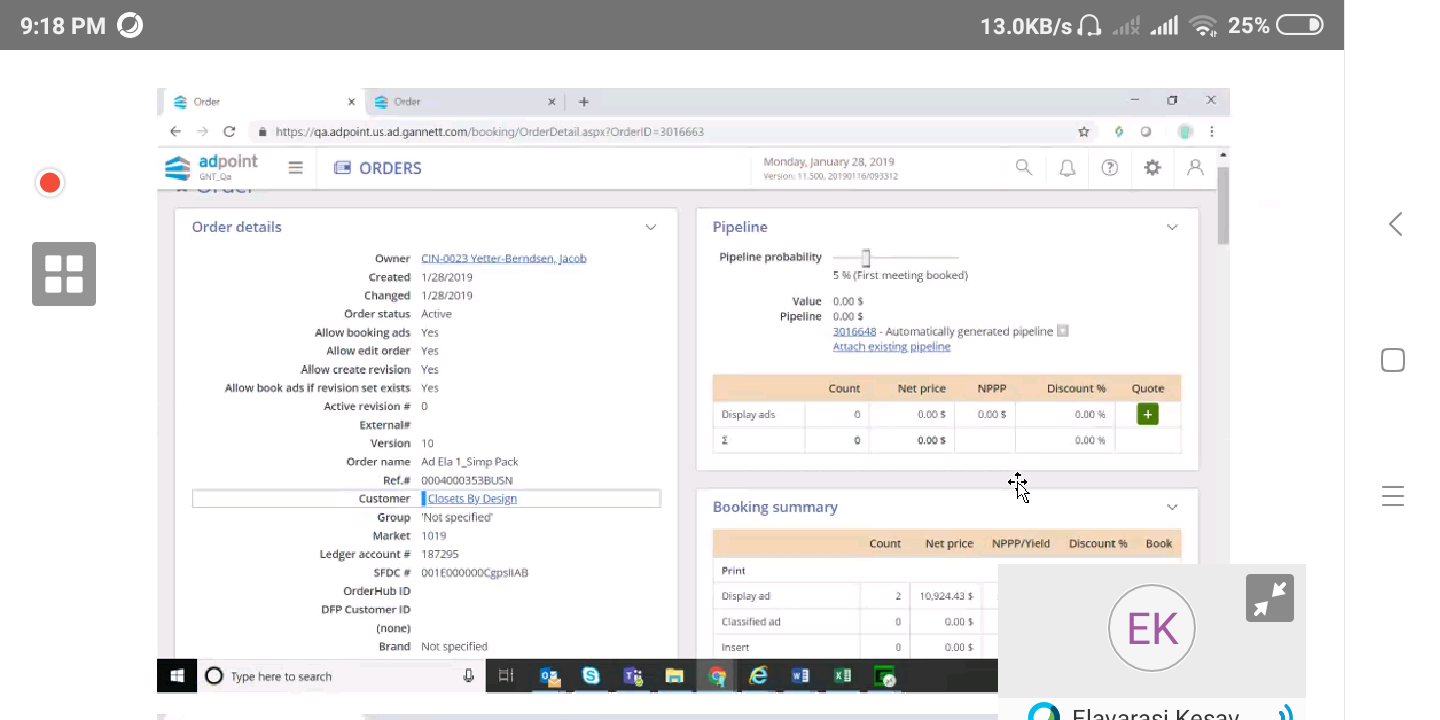 9:18 PM
13.0KB/s 25%
Order
Order
https://qa.adpoint.us.ad.gannett.com/booking/OrderDetail.aspx?OrderID=3016663
adpoint
GNT_Qa
ORDERS
Monday, January 28, 2019
Version: 11.500, 20190116/093312
Order
Order details
Owner CIN-0023 Yetter-Berndsen, Jacob
Created 1/28/2019
Changed 1/28/2019
Order status Active
Allow booking ads Yes
Allow edit order Yes
Allow create revision Yes
Allow book ads if revision set exists Yes
Active revision # 0
External#
Version 10
Order name Ad Ela 1_Simp Pack
Ref.# 0004000353BUSN
Customer Closets By Design
Group 'Not specified'
Market 1019
Ledger account # 187295
SFDC # 001E000000CgpsIIAB
OrderHub ID
DFP Customer ID
(none)
Brand Not specified
Pipeline
Pipeline probability
5 % (First meeting booked)
Value 0.00 $
Pipeline 0.00 $
3016648 - Automatically generated pipeline
Attach existing pipeline
Count Net price NPPP Discount % Quote
Display ads 0 0.00 $ 0.00 $ 0.00 % +
Σ 0 0.00 $ 0.00 %
Booking summary
Count Net price NPPP/Yield Discount % Book
Print
Display ad 2 10,924.43 $
Classified ad 0 0.00 $
Insert 0 0.00 $
Type here to search
EK
Elavarasi Kesav